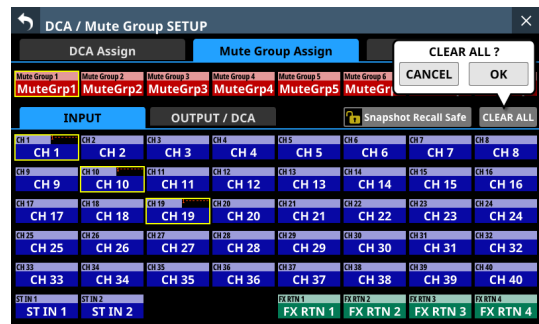 DCA / Mute Group SETUP
DCA Assign Mute Group Assign
CLEAR ALL ?
CANCEL OK
Mute Group 1 Mute Group 2 Mute Group 3 Mute Group 4 Mute Group 5 Mute Group 6
MuteGrp1 MuteGrp2 MuteGrp3 MuteGrp4 MuteGrp5 MuteGr
INPUT OUTPUT / DCA Snapshot Recall Safe CLEAR ALL
CH 1 CH 2 CH 3 CH 4 CH 5 CH 6 CH 7 CH 8
CH 1 CH 2 CH 3 CH 4 CH 5 CH 6 CH 7 CH 8
CH 9 CH 10 CH 11 CH 12 CH 13 CH 14 CH 15 CH 16
CH 9 CH 10 CH 11 CH 12 CH 13 CH 14 CH 15 CH 16
CH 17 CH 18 CH 19 CH 20 CH 21 CH 22 CH 23 CH 24
CH 17 CH 18 CH 19 CH 20 CH 21 CH 22 CH 23 CH 24
CH 25 CH 26 CH 27 CH 28 CH 29 CH 30 CH 31 CH 32
CH 25 CH 26 CH 27 CH 28 CH 29 CH 30 CH 31 CH 32
CH 33 CH 34 CH 35 CH 36 CH 37 CH 38 CH 39 CH 40
CH 33 CH 34 CH 35 CH 36 CH 37 CH 38 CH 39 CH 40
ST IN 1 ST IN 2 FX RTN 1 FX RTN 2 FX RTN 3 FX RTN 4
ST IN 1 ST IN 2 FX RTN 1 FX RTN 2 FX RTN 3 FX RTN 4